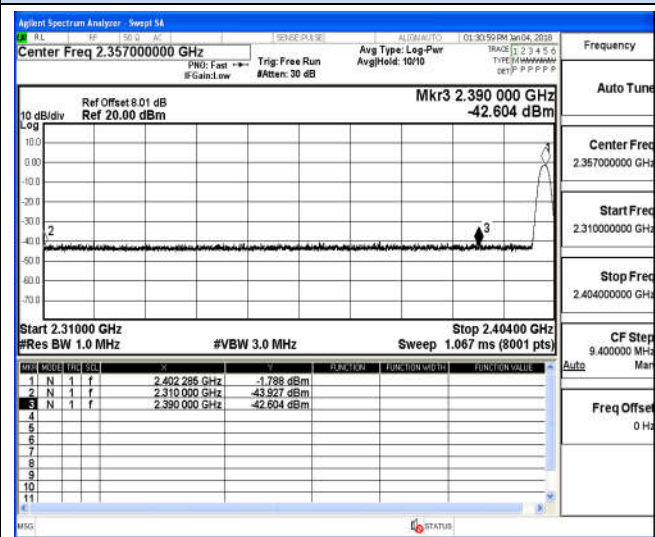 Agilent Spectrum Analyzer - Swept SA
RL RF 50 Ω AC SENSE:PULSE ALIGNAUTO 01:30:59 PM Jan 04, 2018
Center Freq 2.357000000 GHz
PNO: Fast
IFGain:Low
Trig: Free Run
#Atten: 30 dB
Avg Type: Log-Pwr
Avg|Hold: 10/10
TRACE 1 2 3 4 5 6
TYPE
DET P P P P P P
Frequency
Auto Tune
Ref Offset 8.01 dB
Ref 20.00 dBm
10 dB/div
Log
Mkr3 2.390 000 GHz
-42.604 dBm
10.0
0.00
-10.0
-20.0
-30.0
-40.0
-50.0
-60.0
-70.0
2
3
Center Freq
2.357000000 GHz
Start Freq
2.310000000 GHz
Stop Freq
2.404000000 GHz
CF Step
9.400000 MHz
Auto Man
Freq Offset
0 Hz
Start 2.31000 GHz
Stop 2.40400 GHz
#Res BW 1.0 MHz
#VBW 3.0 MHz
Sweep 1.067 ms (8001 pts)
MKR MODE TRC SCL X Y FUNCTION FUNCTION WIDTH FUNCTION VALUE
1 N 1 f 2.402 285 GHz -1.788 dBm
2 N 1 f 2.310 000 GHz -43.927 dBm
3 N 1 f 2.390 000 GHz -42.604 dBm
4
5
6
7
8
9
10
11
MSG
STATUS